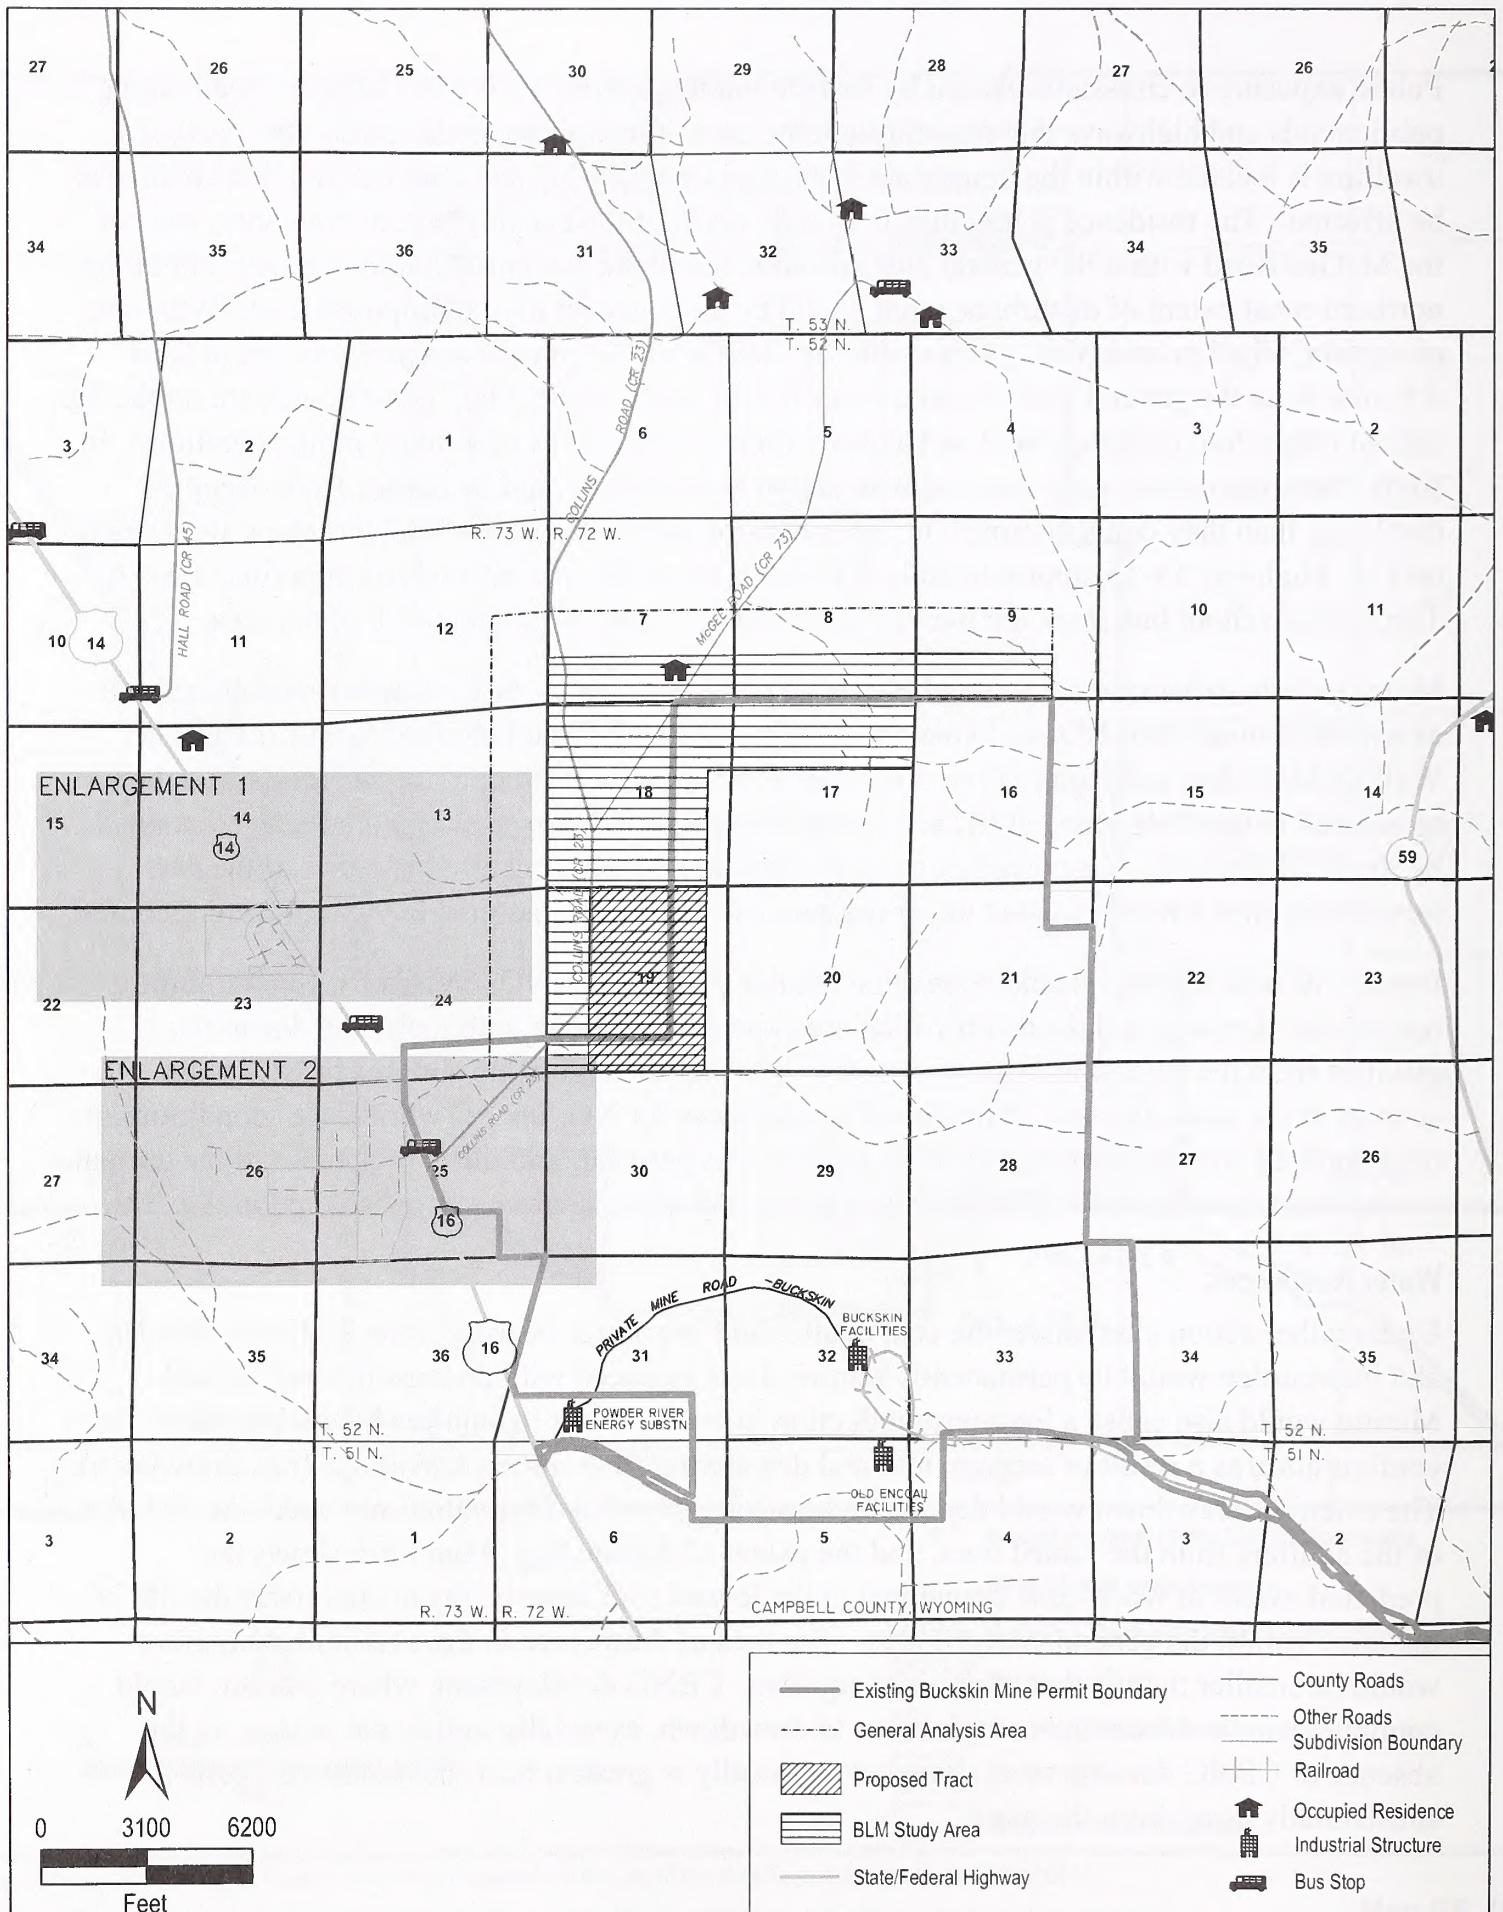 27 26 25 30 29 28 27 26
34 35 36 31 32 33 34 35
T. 53 N.
T. 52 N.
3 2 1 6 5 4 3 2
COLLINS ROAD (CR 23)
R. 73 W. R. 72 W.
HALL ROAD (CR 45)
McGEE ROAD (CR 73)
10 14 11 12 7 8 9 10 11
ENLARGEMENT 1
15 14 13 18 17 16 15 14
14
59
COLLINS ROAD (CR 23)
22 23 24 19 20 21 22 23
ENLARGEMENT 2
COLLINS ROAD (CR 23)
27 26 25 30 29 28 27 26
16
PRIVATE MINE ROAD -BUCKSKIN
BUCKSKIN
FACILITIES
34 35 36 16 31 32 33 34 35
POWDER RIVER
ENERGY SUBSTN.
T. 52 N.
T. 51 N.
T. 52 N.
T. 51 N.
OLD ENCOAL
FACILITIES
3 2 1 6 5 4 3 2
R. 73 W. R. 72 W.
CAMPBELL COUNTY, WYOMING
N
0 3100 6200
Feet
Existing Buckskin Mine Permit Boundary
General Analysis Area
Proposed Tract
BLM Study Area
State/Federal Highway
County Roads
Other Roads
Subdivision Boundary
Railroad
Occupied Residence
Industrial Structure
Bus Stop